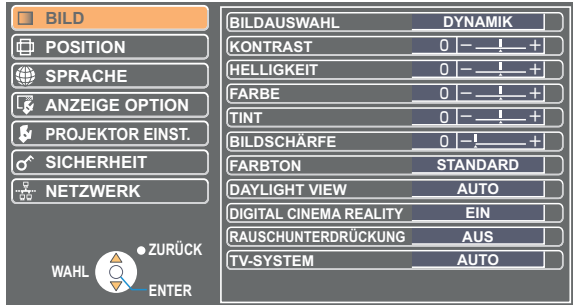 BILD
POSITION
SPRACHE
ANZEIGE OPTION
PROJEKTOR EINST.
SICHERHEIT
NETZWERK
ZURÜCK
WAHL
ENTER
BILDAUSWAHL DYNAMIK
KONTRAST 0
HELLIGKEIT 0
FARBE 0
TINT 0
BILDSCHÄRFE 0
FARBTON STANDARD
DAYLIGHT VIEW AUTO
DIGITAL CINEMA REALITY EIN
RAUSCHUNTERDRÜCKUNG AUS
TV-SYSTEM AUTO